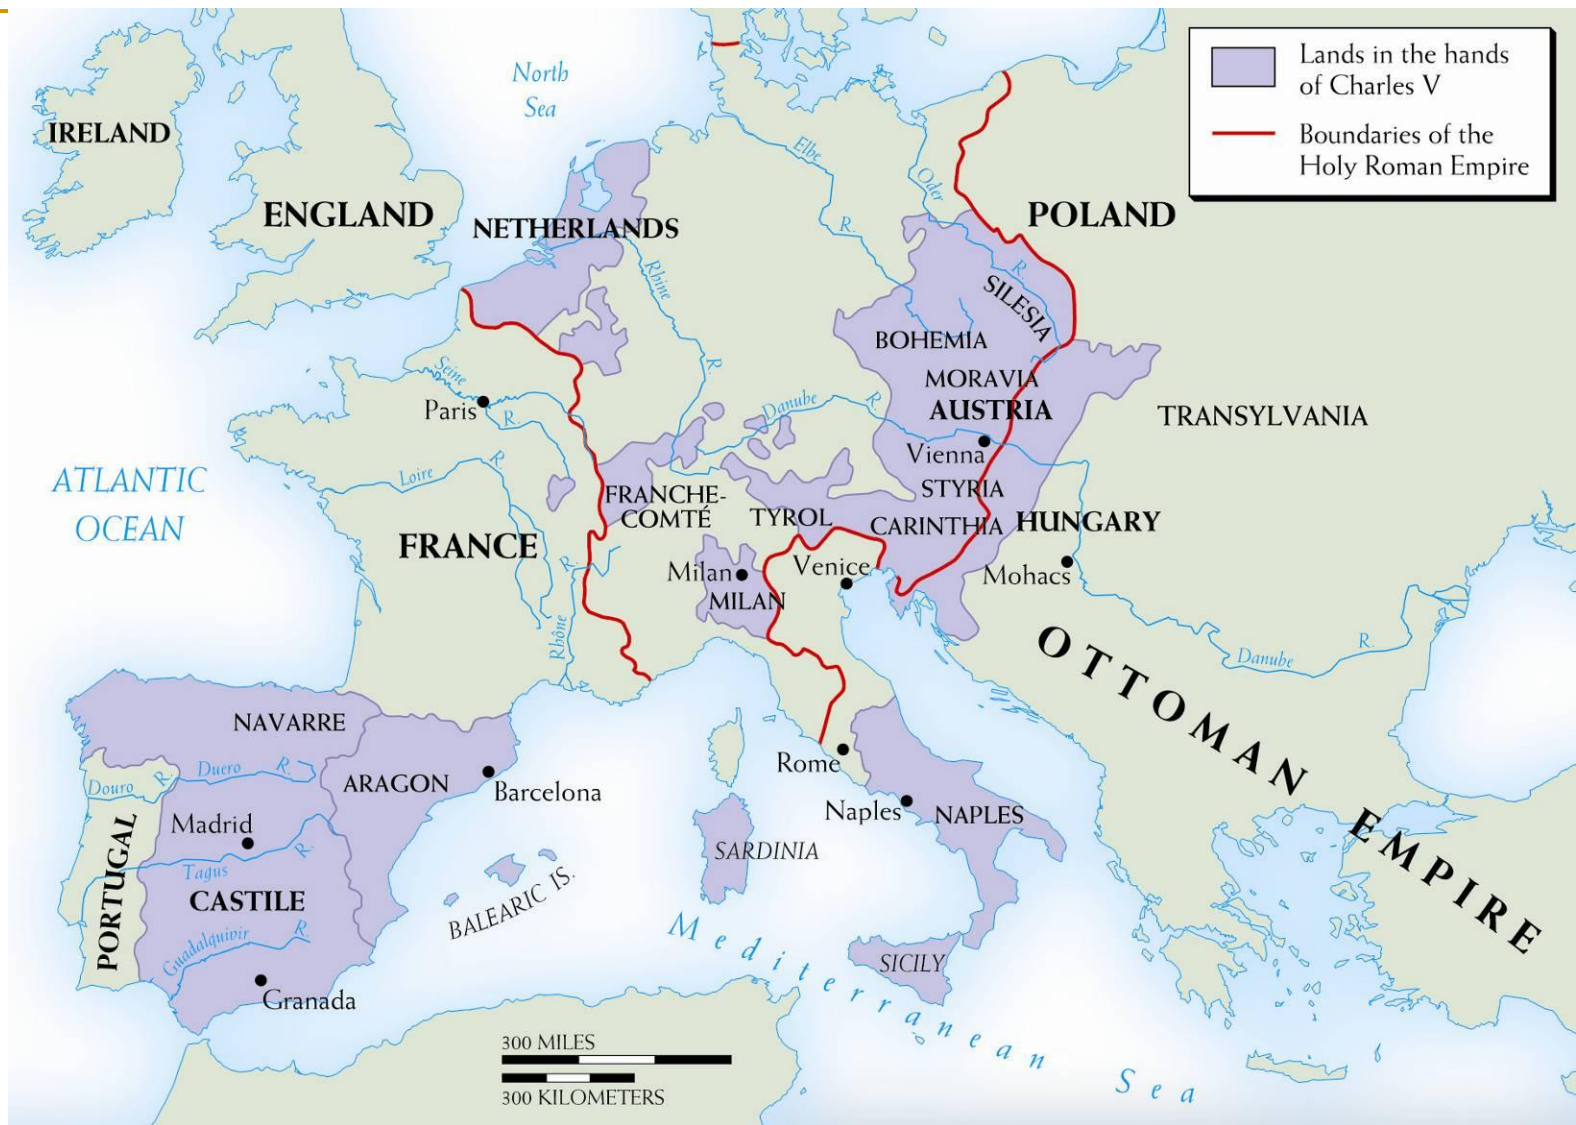 Lands in the hands
of Charles V
Boundaries of the
Holy Roman Empire
North
Sea
IRELAND
ENGLAND
NETHERLANDS
POLAND
Elbe
R.
Oder
R.
Rhine
R.
SILESIA
BOHEMIA
MORAVIA
AUSTRIA
Vienna
STYRIA
CARINTHIA
TYROL
HUNGARY
Mohacs
TRANSYLVANIA
Danube
R.
Seine
R.
Paris
Loire
R.
FRANCE
FRANCHE-
COMTÉ
ATLANTIC
OCEAN
Milan
MILAN
Venice
Rhône
R.
Danube
R.
OTTOMAN EMPIRE
NAVARRE
ARAGON
Barcelona
Douro
R.
Duero
R.
Madrid
Tagus
R.
CASTILE
PORTUGAL
Guadalquivir
R.
Granada
BALEARIC IS.
SARDINIA
Rome
Naples
NAPLES
SICILY
Mediterranean Sea
300 MILES
300 KILOMETERS